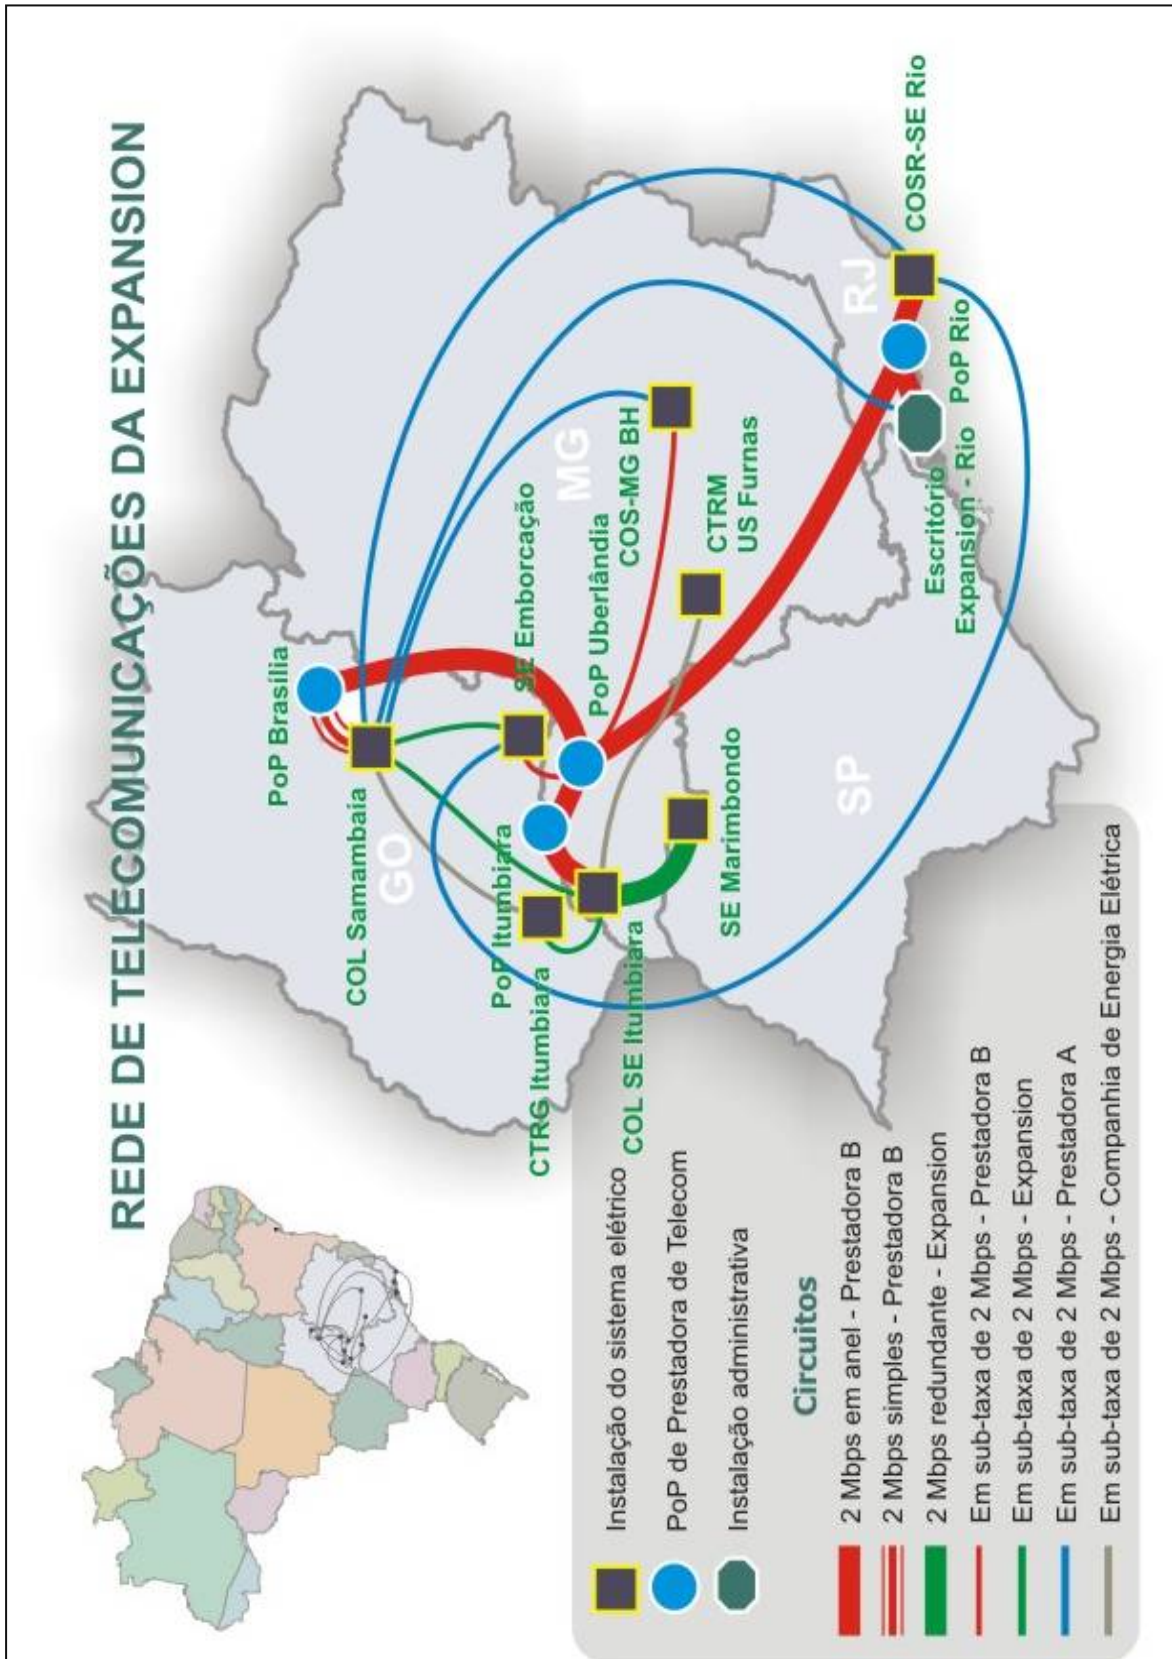 REDE DE TELECOMUNICAÇÕES DA EXPANSION
PoP Brasília
COL Samambaia
GO
CTRG Itumbiara
PoP Itumbiara
COL SE Itumbiara
SE Emborcação
PoP Uberlândia
MG
COS-MG BH
CTRM
US Furnas
SE Marimbondo
SP
RJ
COSR-SE Rio
PoP Rio
Escritório
Expansion - Rio
Instalação do sistema elétrico
PoP de Prestadora de Telecom
Instalação administrativa
Circuitos
2 Mbps em anel - Prestadora B
2 Mbps simples - Prestadora B
2 Mbps redundante - Expansion
Em sub-taxa de 2 Mbps - Prestadora B
Em sub-taxa de 2 Mbps - Expansion
Em sub-taxa de 2 Mbps - Prestadora A
Em sub-taxa de 2 Mbps - Companhia de Energia Elétrica